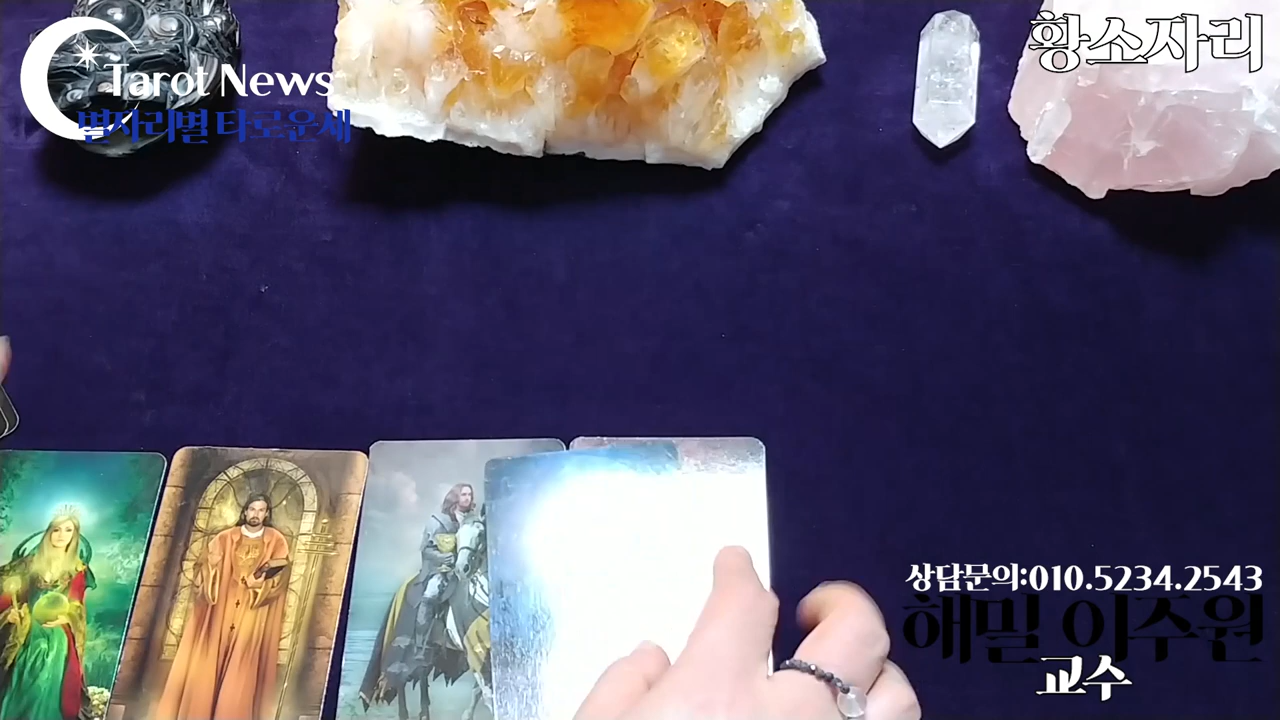 Tarot News
별자리별 타로운세
황소자리
상담문의:010.5234.2543
해밀 이주원
교수